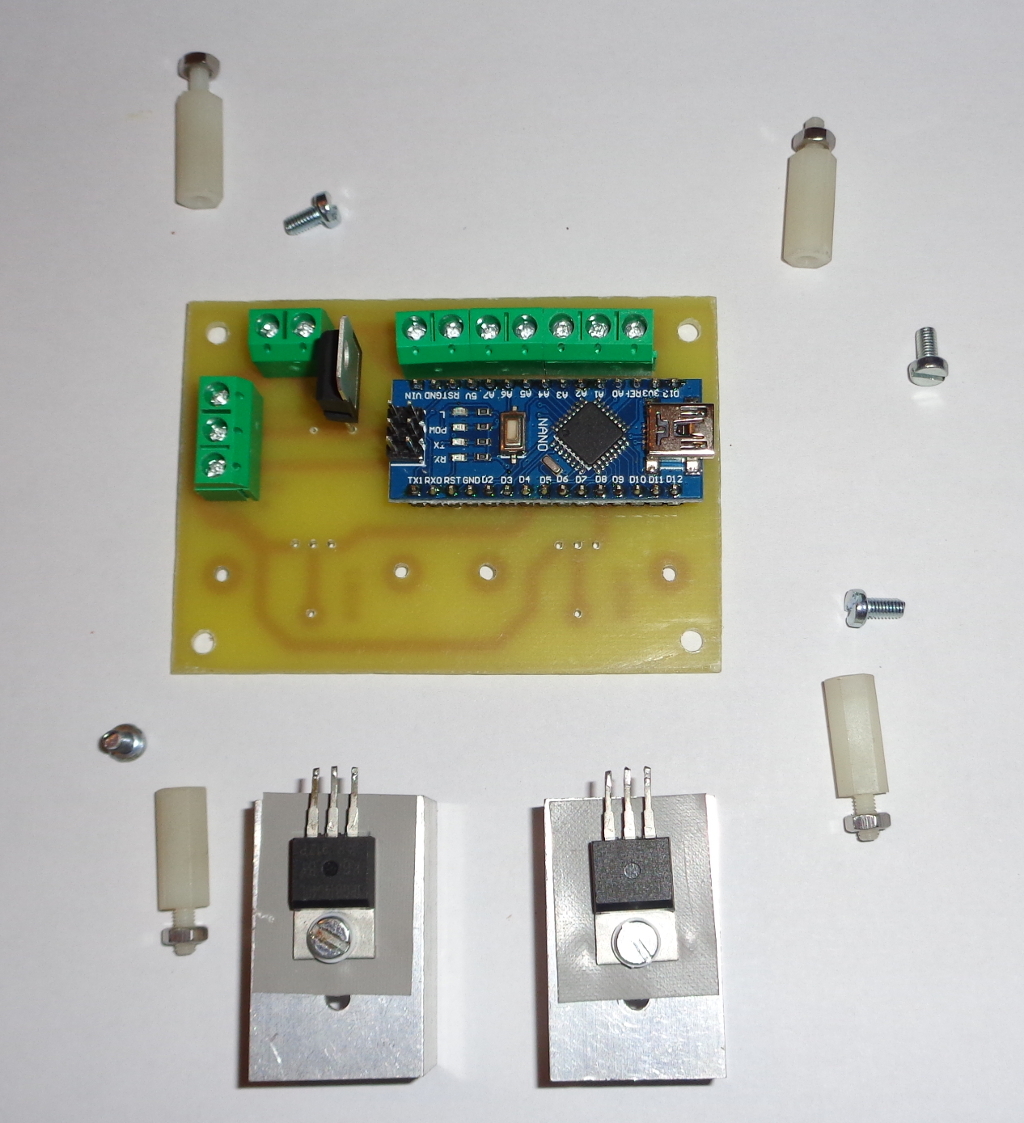 VIN GND RST 5V A7 A6 A5 A4 A3 A2 A1 A0 REF 3V3 D13
L
POW
TX
RX
NANO
TX1 RX0 RST GND D2 D3 D4 D5 D6 D7 D8 D9 D10 D11 D12